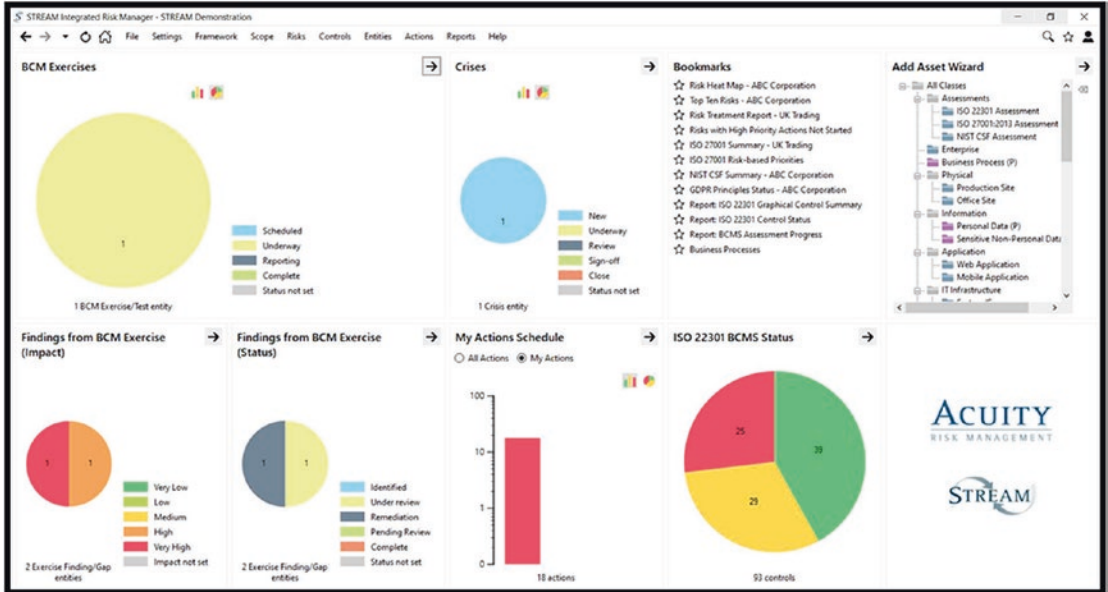 STREAM Integrated Risk Manager - STREAM Demonstration
File Settings Framework Scope Risks Controls Entities Actions Reports Help
BCM Exercises
1
Scheduled
Underway
Reporting
Complete
Status not set
1 BCM Exercise/Test entity
Crises
1
New
Underway
Review
Sign-off
Close
Status not set
1 Crisis entity
Bookmarks
Risk Heat Map - ABC Corporation
Top Ten Risks - ABC Corporation
Risk Treatment Report - UK Trading
Risks with High Priority Actions Not Started
ISO 27001 Summary - UK Trading
ISO 27001 Risk-based Priorities
NIST CSF Summary - ABC Corporation
GDPR Principles Status - ABC Corporation
Report: ISO 22301 Graphical Control Summary
Report: ISO 22301 Control Status
Report: BCMS Assessment Progress
Business Processes
Add Asset Wizard
All Classes
Assessments
ISO 22301 Assessment
ISO 27001:2013 Assessment
NIST CSF Assessment
Enterprise
Business Process (P)
Physical
Production Site
Office Site
Information
Personal Data (P)
Sensitive Non-Personal Data
Application
Web Application
Mobile Application
IT Infrastructure
Findings from BCM Exercise
(Impact)
1 1
Very Low
Low
Medium
High
Very High
Impact not set
2 Exercise Finding/Gap
entities
Findings from BCM Exercise
(Status)
1 1
Identified
Under review
Remediation
Pending Review
Complete
Status not set
2 Exercise Finding/Gap
entities
My Actions Schedule
All Actions My Actions
100
10
1
0
18 actions
ISO 22301 BCMS Status
25
39
29
93 controls
ACUITY
RISK MANAGEMENT
STREAM